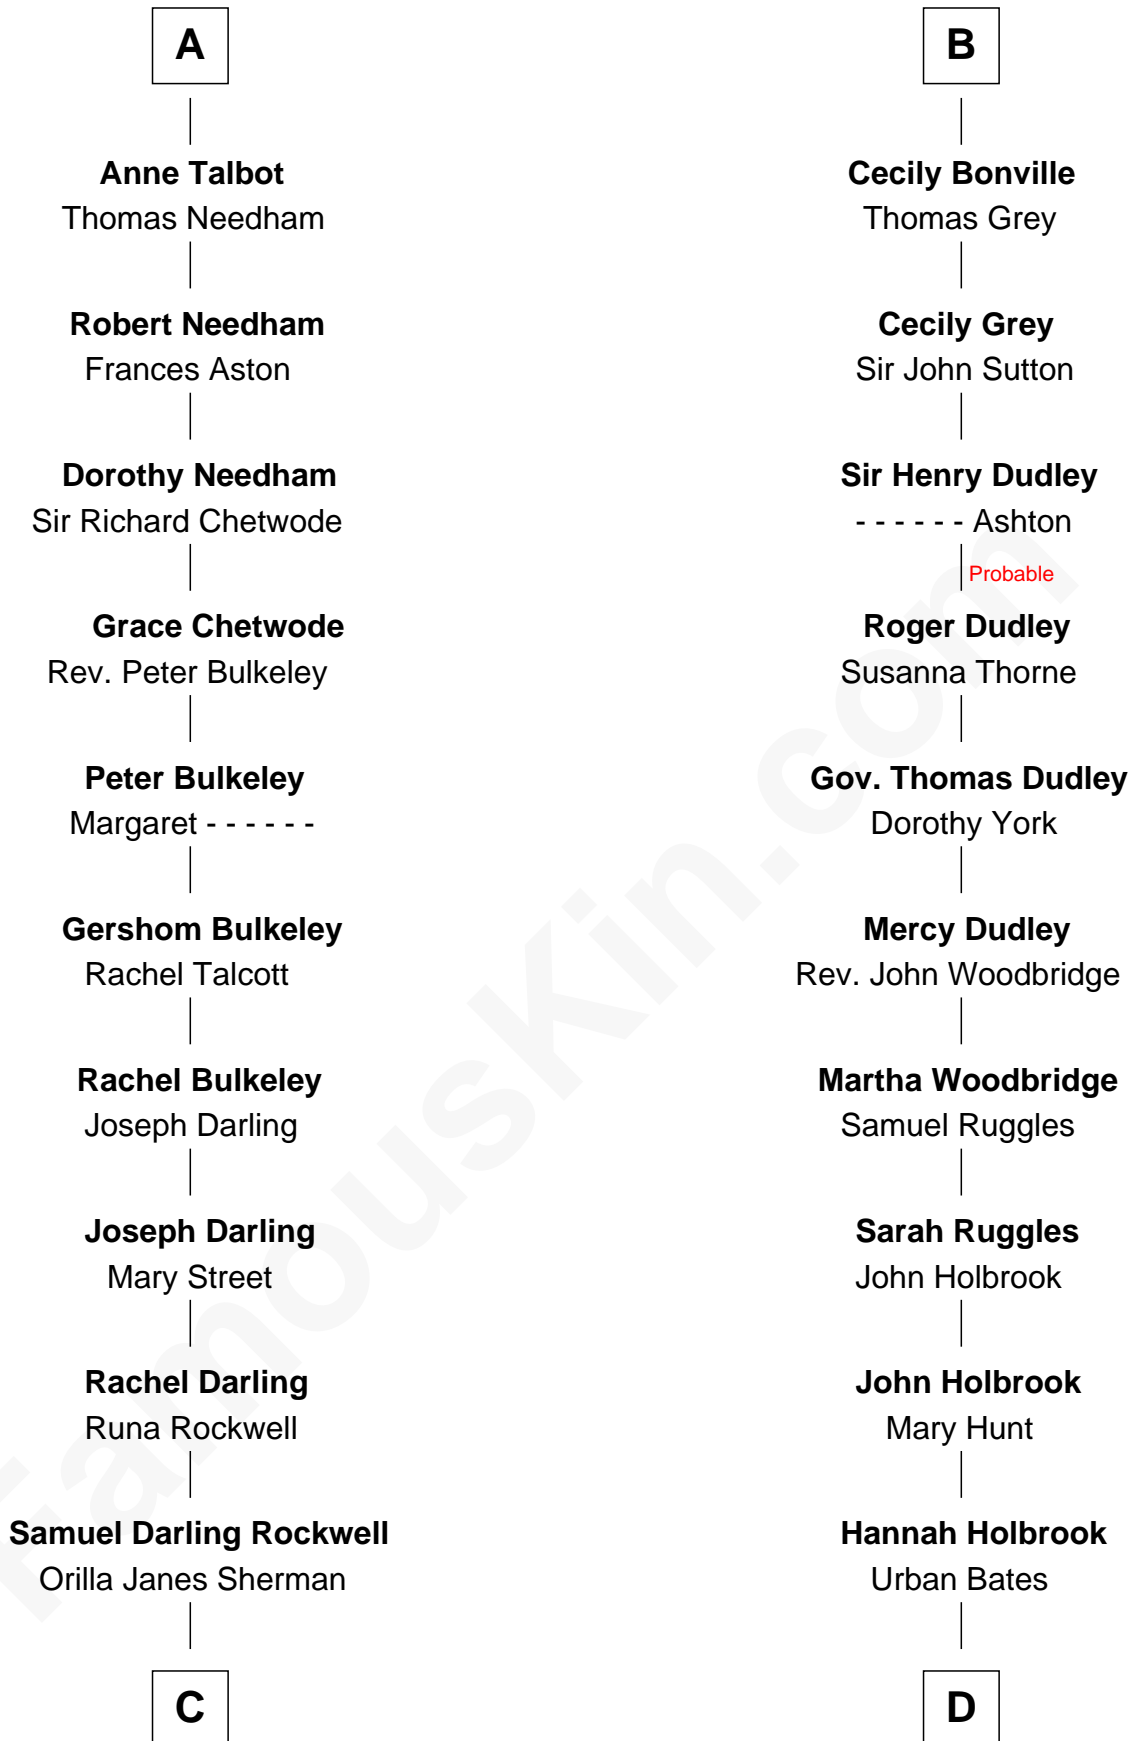 A
Anne Talbot
Thomas Needham
Robert Needham
Frances Aston
Dorothy Needham
Sir Richard Chetwode
Grace Chetwode
Rev. Peter Bulkeley
Peter Bulkeley
Margaret - - - - - -
Gershom Bulkeley
Rachel Talcott
Rachel Bulkeley
Joseph Darling
Joseph Darling
Mary Street
Rachel Darling
Runa Rockwell
Samuel Darling Rockwell
Orilla Janes Sherman
C
B
Cecily Bonville
Thomas Grey
Cecily Grey
Sir John Sutton
Sir Henry Dudley
- - - - - - Ashton
Probable
Roger Dudley
Susanna Thorne
Gov. Thomas Dudley
Dorothy York
Mercy Dudley
Rev. John Woodbridge
Martha Woodbridge
Samuel Ruggles
Sarah Ruggles
John Holbrook
John Holbrook
Mary Hunt
Hannah Holbrook
Urban Bates
D
FamousKin.com